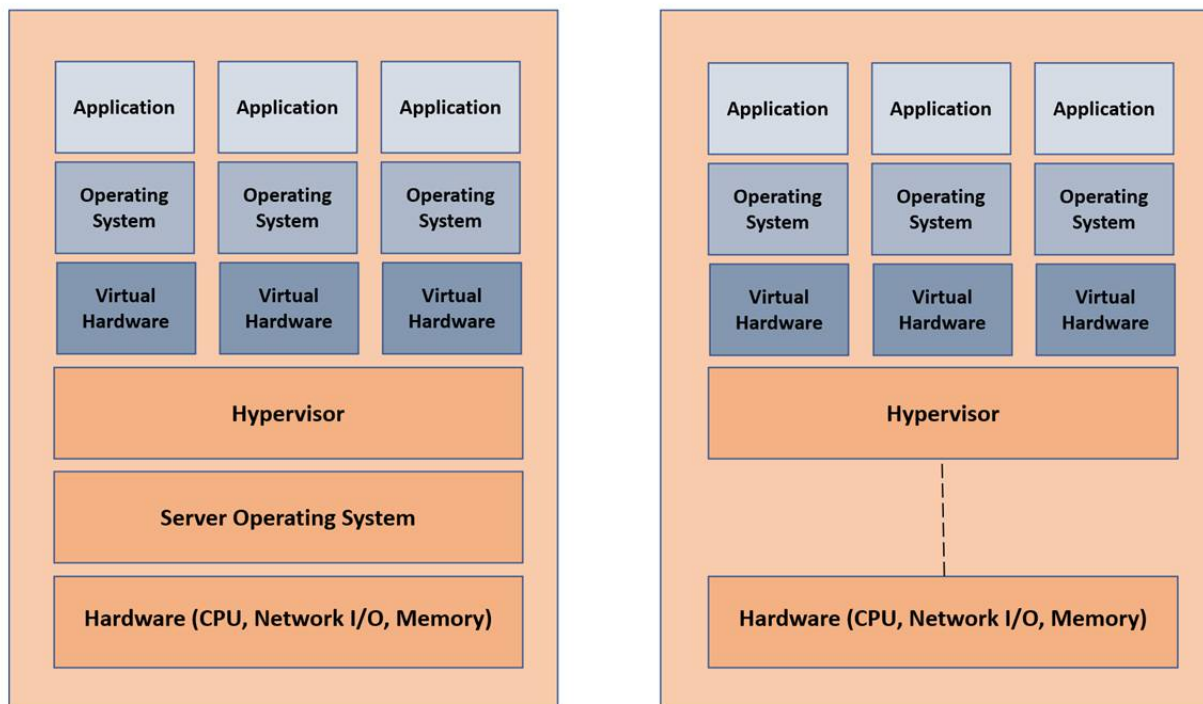 Application
Application
Application
Operating
System
Operating
System
Operating
System
Virtual
Hardware
Virtual
Hardware
Virtual
Hardware
Hypervisor
Server Operating System
Hardware (CPU, Network I/O, Memory)
Application
Application
Application
Operating
System
Operating
System
Operating
System
Virtual
Hardware
Virtual
Hardware
Virtual
Hardware
Hypervisor
Hardware (CPU, Network I/O, Memory)